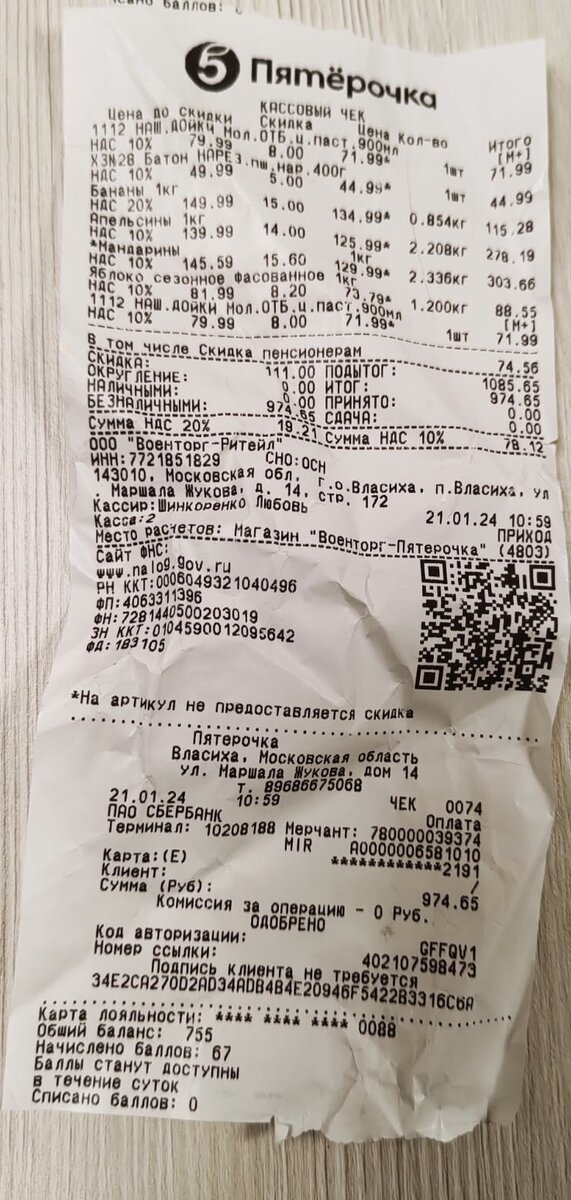 баллов:
5 Пятёрочка
КАССОВЫЙ ЧЕК
Цена до скидки Скидка Цена Кол-во Итого
1112 НАШ.ДОЙКИ Мол.ОТБ.ц.паст.900мл [М+]
НДС 10% 79.99 8.00 71.99* 1шт 71.99
X3N28 Батон НАРЕЗ.пш.нар.400г
НДС 10% 49.99 5.00 44.99* 1шт 44.99
Бананы 1кг
НДС 20% 149.99 15.00 134.99* 0.854кг 115.28
Апельсины 1кг
НДС 10% 139.99 14.00 125.99* 2.208кг 278.19
*Мандарины 1кг
НДС 10% 145.59 15.60 129.99* 2.336кг 303.66
Яблоко сезонное фасованное 1кг
НДС 10% 81.99 8.20 73.79* 1.200кг 88.55
1112 НАШ.ДОЙКИ Мол.ОТБ.ц.паст.900мл [М+]
НДС 10% 79.99 8.00 71.99* 1шт 71.99
В том числе Скидка пенсионерам 74.56
СКИДКА: 111.00 ПОДЫТОГ: 1085.65
ОКРУГЛЕНИЕ: 0.00 ИТОГ: 974.65
НАЛИЧНЫМИ: 0.00 ПРИНЯТО: 0.00
БЕЗНАЛИЧНЫМИ: 974.65 СДАЧА: 0.00
Сумма НДС 20% 19.21 Сумма НДС 10% 78.12
ООО "Военторг-Ритейл"
ИНН:7721851829 СНО:ОСН
143010, Московская обл, г.о.Власиха, п.Власиха, ул
. Маршала Жукова, д. 14, стр. 172
Кассир:Шинкоренко Любовь 21.01.24 10:59
Касса:2 ПРИХОД
Место расчетов: Магазин "Военторг-Пятерочка" (4803)
Сайт ФНС:
www.nalog.gov.ru
РН ККТ:0006049321040496
ФП:4063311396
ФН:7281440500203019
ЗН ККТ:0104590012095642
ФД:183105
*На артикул не предоставляется скидка
Пятерочка
Власиха, Московская область
ул. Маршала Жукова, дом 14
т. 89686675068
21.01.24 10:59 ЧЕК 0074
ПАО СБЕРБАНК Оплата
Терминал: 10208188 Мерчант: 780000039374
MIR A0000006581010
Карта:(E) ************2191
Клиент: /
Сумма (Руб): 974.65
Комиссия за операцию - 0 Руб.
ОДОБРЕНО
Код авторизации: GFFQV1
Номер ссылки: 402107598473
Подпись клиента не требуется
34E2CA270D2AD34ADB4B4E20946F5422B3316C6A
Карта лояльности: **** **** **** 0088
Общий баланс: 755
Начислено баллов: 67
Баллы станут доступны
в течение суток
Списано баллов: 0